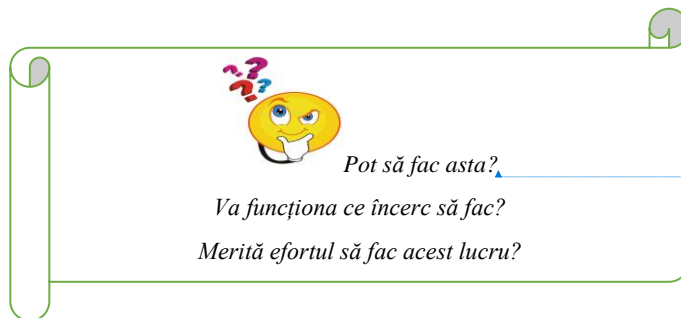 Pot să fac asta?
Va funcționa ce încerc să fac?
Merită efortul să fac acest lucru?